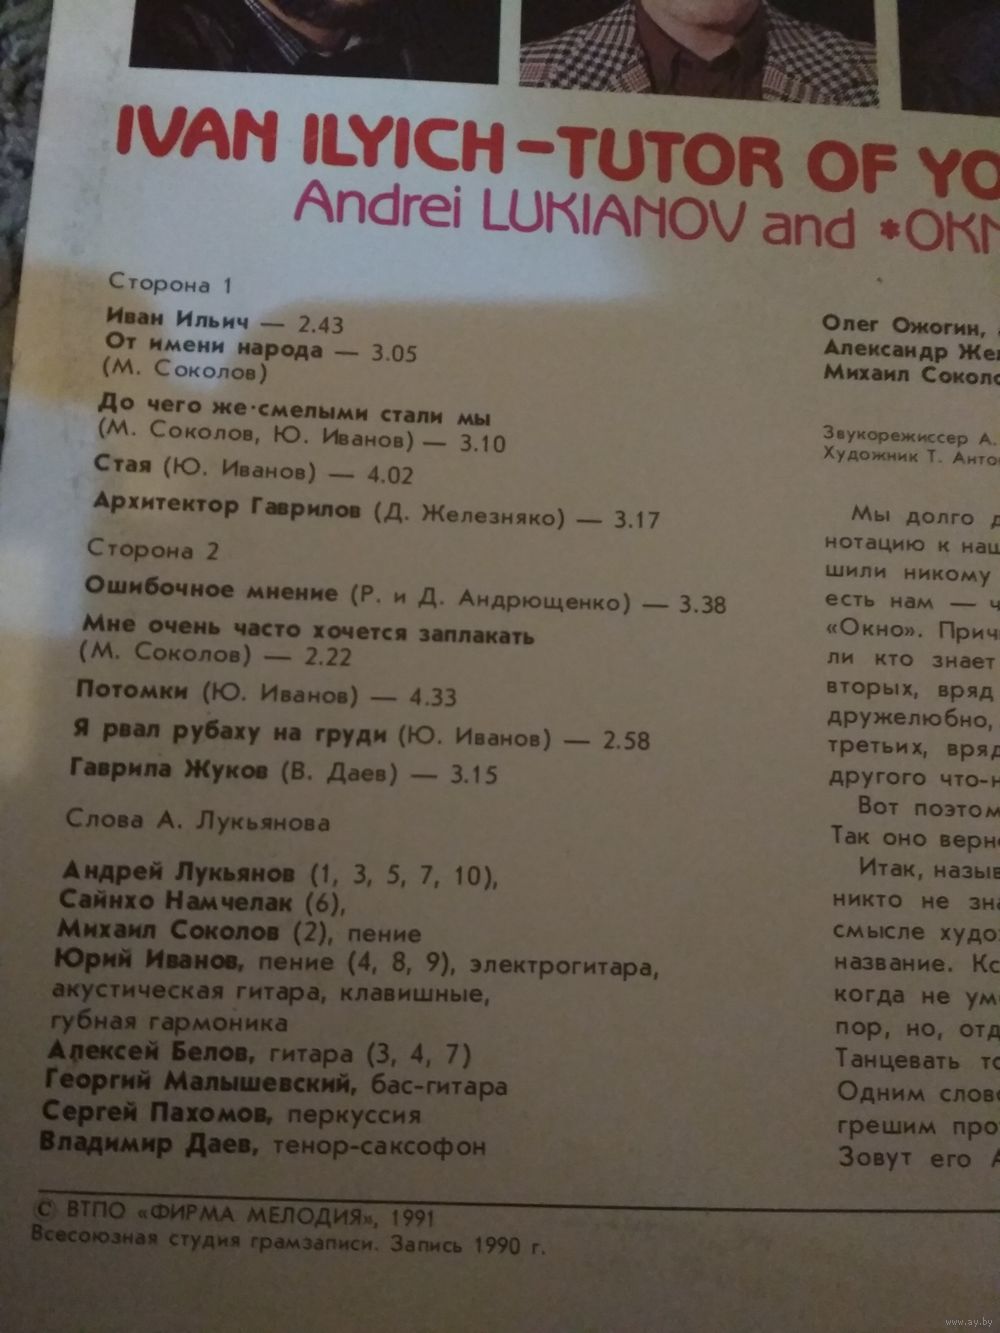 IVAN ILYICH–TUTOR OF YO
Andrei LUKIANOV and *OKN
Сторона 1
Иван Ильич — 2.43
От имени народа — 3.05
(М. Соколов)
До чего же·смелыми стали мы
(М. Соколов, Ю. Иванов) — 3.10
Стая (Ю. Иванов) — 4.02
Архитектор Гаврилов (Д. Железняко) — 3.17
Сторона 2
Ошибочное мнение (Р. и Д. Андрющенко) — 3.38
Мне очень часто хочется заплакать
(М. Соколов) — 2.22
Потомки (Ю. Иванов) — 4.33
Я рвал рубаху на груди (Ю. Иванов) — 2.58
Гаврила Жуков (В. Даев) — 3.15
Слова А. Лукьянова
Андрей Лукьянов (1, 3, 5, 7, 10),
Сайнхо Намчелак (6),
Михаил Соколов (2), пение
Юрий Иванов, пение (4, 8, 9), электрогитара,
акустическая гитара, клавишные,
губная гармоника
Алексей Белов, гитара (3, 4, 7)
Георгий Малышевский, бас-гитара
Сергей Пахомов, перкуссия
Владимир Даев, тенор-саксофон
Олег Ожогин,
Александр Же
Михаил Соколо
Звукорежиссер А.
Художник Т. Анто
Мы долго д
нотацию к наш
шили никому
есть нам — ч
«Окно». Прич
ли кто знает
вторых, вряд
дружелюбно,
третьих, вряд
другого что-н
Вот поэтом
Так оно верн
Итак, назыв
никто не зна
смысле худо
название. Кс
когда не ум
пор, но, отд
Танцевать то
Одним слов
грешим про
Зовут его А
© ВТПО «ФИРМА МЕЛОДИЯ», 1991
Всесоюзная студия грамзаписи. Запись 1990 г.
www.ay.by